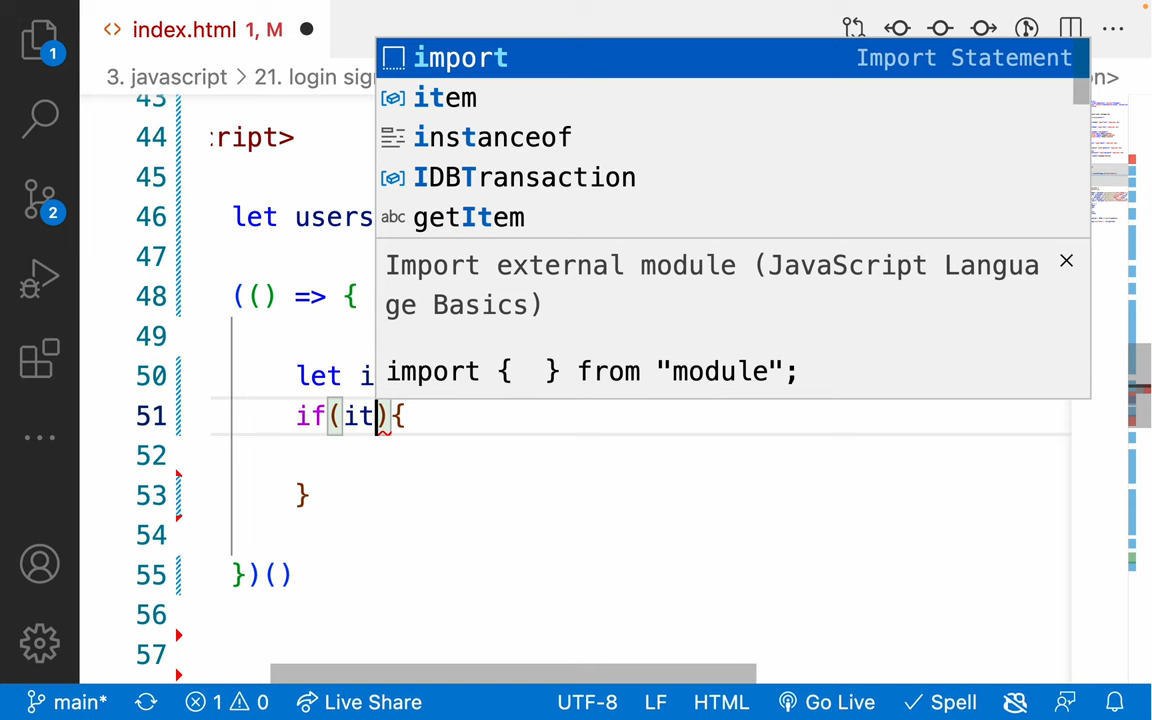 index.html 1, M
3. javascript > 21. login sig
on>
import Import Statement
item
instanceof
IDBTransaction
abc getItem
Import external module (JavaScript Langua
ge Basics)
import {  } from "module";
43
44 ript>
45
46 let users
47
48 (() => {
49
50 let i
51 if(it){
52
53 }
54
55 })()
56
57
1
2
main* 1 0 Live Share UTF-8 LF HTML Go Live Spell